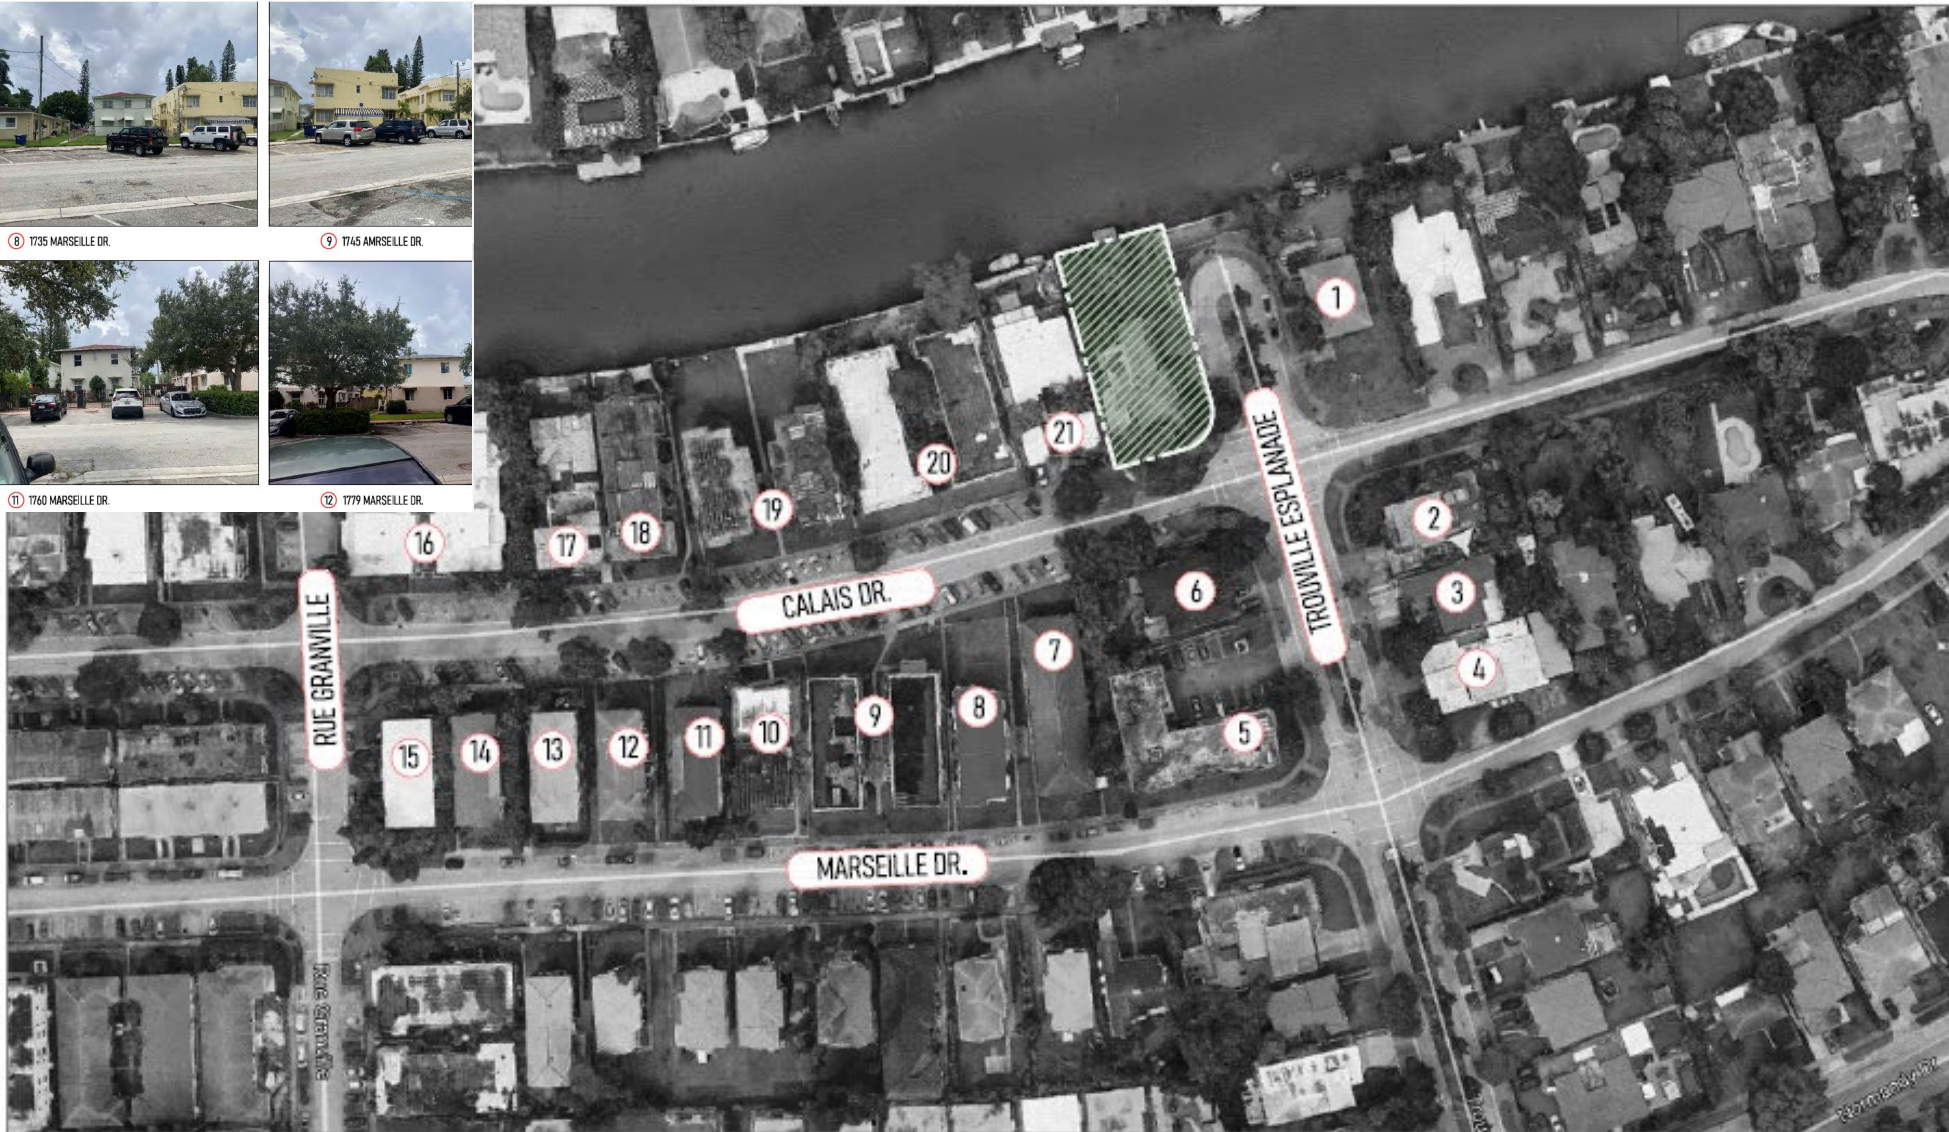 8 1735 MARSEILLE DR.
9 1745 AMRSEILLE DR.
11 1760 MARSEILLE DR.
12 1779 MARSEILLE DR.
1
2
3
4
5
6
7
8
9
10
11
12
13
14
15
16
17
18
19
20
21
RUE GRANVILLE
CALAIS DR.
TROUVILLE ESPLANADE
MARSEILLE DR.
Rue Granville
Normandy Dr